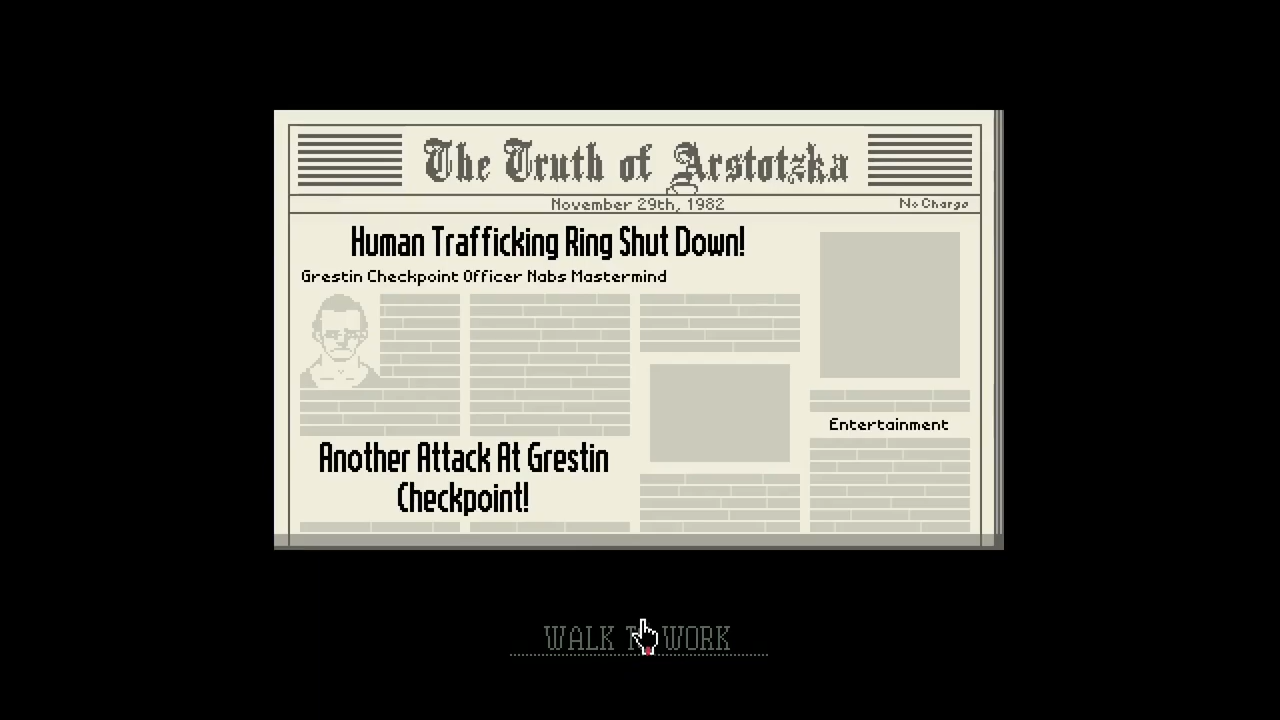 The Truth of Arstotzka
November 29th, 1982
No Charge
Human Trafficking Ring Shut Down!
Grestin Checkpoint Officer Nabs Mastermind
Another Attack At Grestin
Checkpoint!
Entertainment
WALK TO WORK